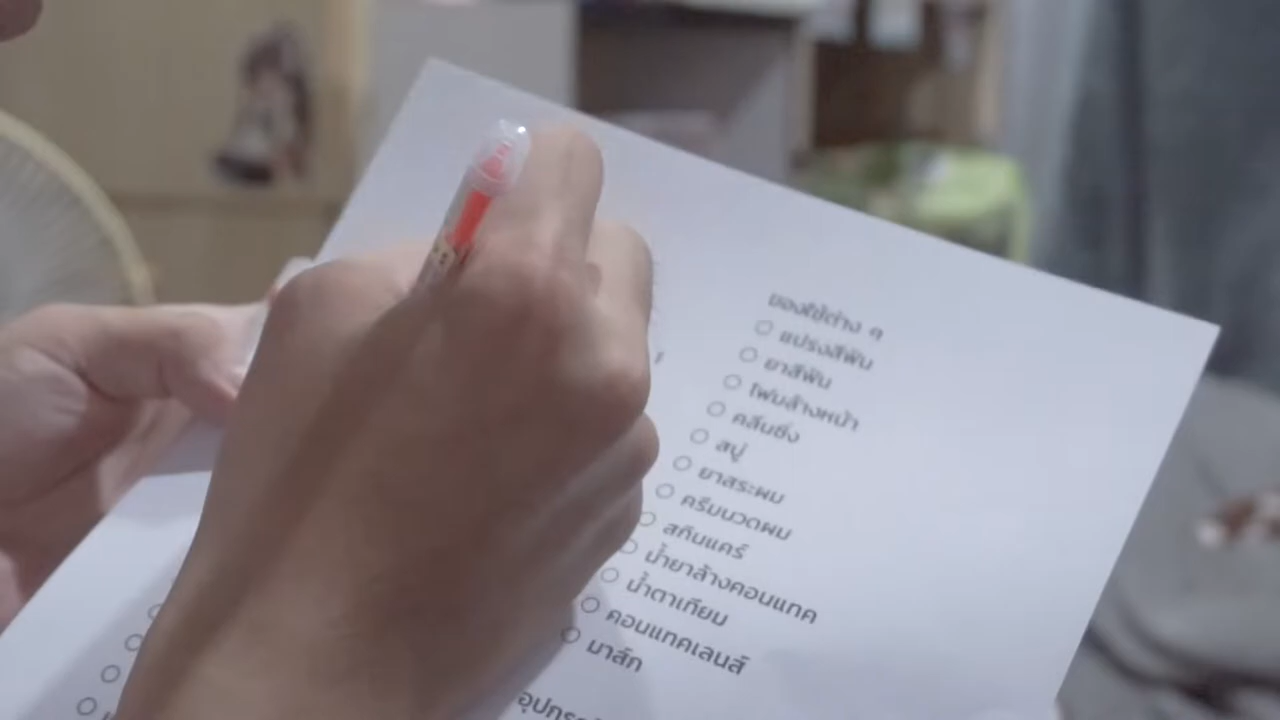 ของใช้ต่าง ๆ
แปรงสีฟัน
ยาสีฟัน
โฟมล้างหน้า
คลีนซิ่ง
สบู่
ยาสระผม
ครีมนวดผม
สกินแคร์
น้ำยาล้างคอนแทค
น้ำตาเทียม
คอนแทคเลนส์
มาส์ก